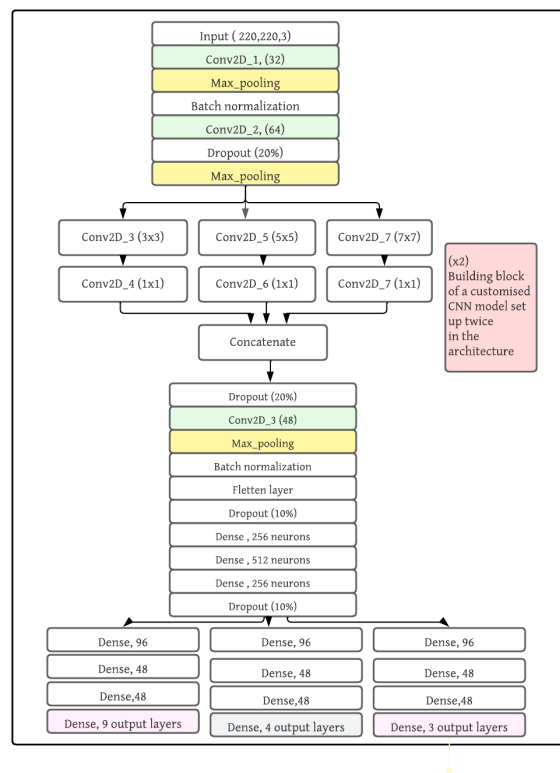 Input ( 220,220,3)
Conv2D_1, (32)
Max_pooling
Batch normalization
Conv2D_2, (64)
Dropout (20%)
Max_pooling
Conv2D_3 (3x3)
Conv2D_5 (5x5)
Conv2D_7 (7x7)
Conv2D_4 (1x1)
Conv2D_6 (1x1)
Conv2D_7 (1x1)
(x2)
Building block
of a customised
CNN model set
up twice
in the
architecture
Concatenate
Dropout (20%)
Conv2D_3 (48)
Max_pooling
Batch normalization
Fletten layer
Dropout (10%)
Dense , 256 neurons
Dense , 512 neurons
Dense , 256 neurons
Dropout (10%)
Dense, 96
Dense, 96
Dense, 96
Dense, 48
Dense, 48
Dense, 48
Dense,48
Dense,48
Dense,48
Dense, 9 output layers
Dense, 4 output layers
Dense, 3 output layers